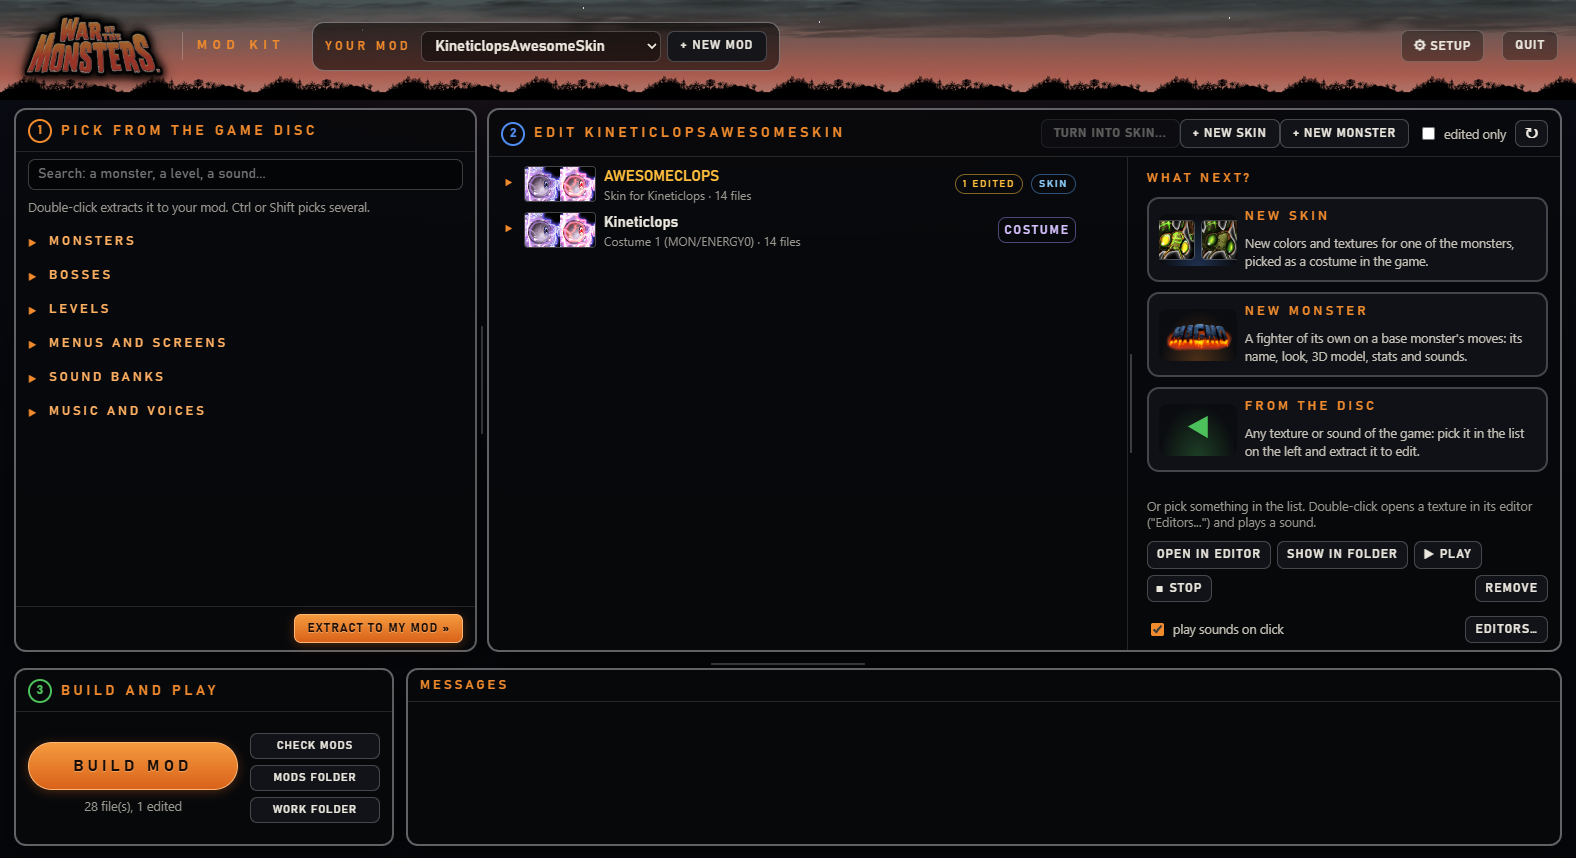 WAR OF THE MONSTERS.
MOD KIT
YOUR MOD
KineticlopsAwesomeSkin
+ NEW MOD
⚙ SETUP
QUIT
1 PICK FROM THE GAME DISC
Search: a monster, a level, a sound...
Double-click extracts it to your mod. Ctrl or Shift picks several.
▸ MONSTERS
▸ BOSSES
▸ LEVELS
▸ MENUS AND SCREENS
▸ SOUND BANKS
▸ MUSIC AND VOICES
EXTRACT TO MY MOD »
2 EDIT KINETICLOPSAWESOMESKIN
TURN INTO SKIN...
+ NEW SKIN
+ NEW MONSTER
edited only
↻
▸ AWESOMECLOPS
Skin for Kineticlops · 14 files
1 EDITED
SKIN
▸ Kineticlops
Costume 1 (MON/ENERGY0) · 14 files
COSTUME
WHAT NEXT?
NEW SKIN
New colors and textures for one of the monsters,
picked as a costume in the game.
NEW MONSTER
A fighter of its own on a base monster's moves: its
name, look, 3D model, stats and sounds.
FROM THE DISC
Any texture or sound of the game: pick it in the list
on the left and extract it to edit.
Or pick something in the list. Double-click opens a texture in its editor
("Editors...") and plays a sound.
OPEN IN EDITOR
SHOW IN FOLDER
▶ PLAY
■ STOP
REMOVE
play sounds on click
EDITORS...
3 BUILD AND PLAY
BUILD MOD
28 file(s), 1 edited
CHECK MODS
MODS FOLDER
WORK FOLDER
MESSAGES